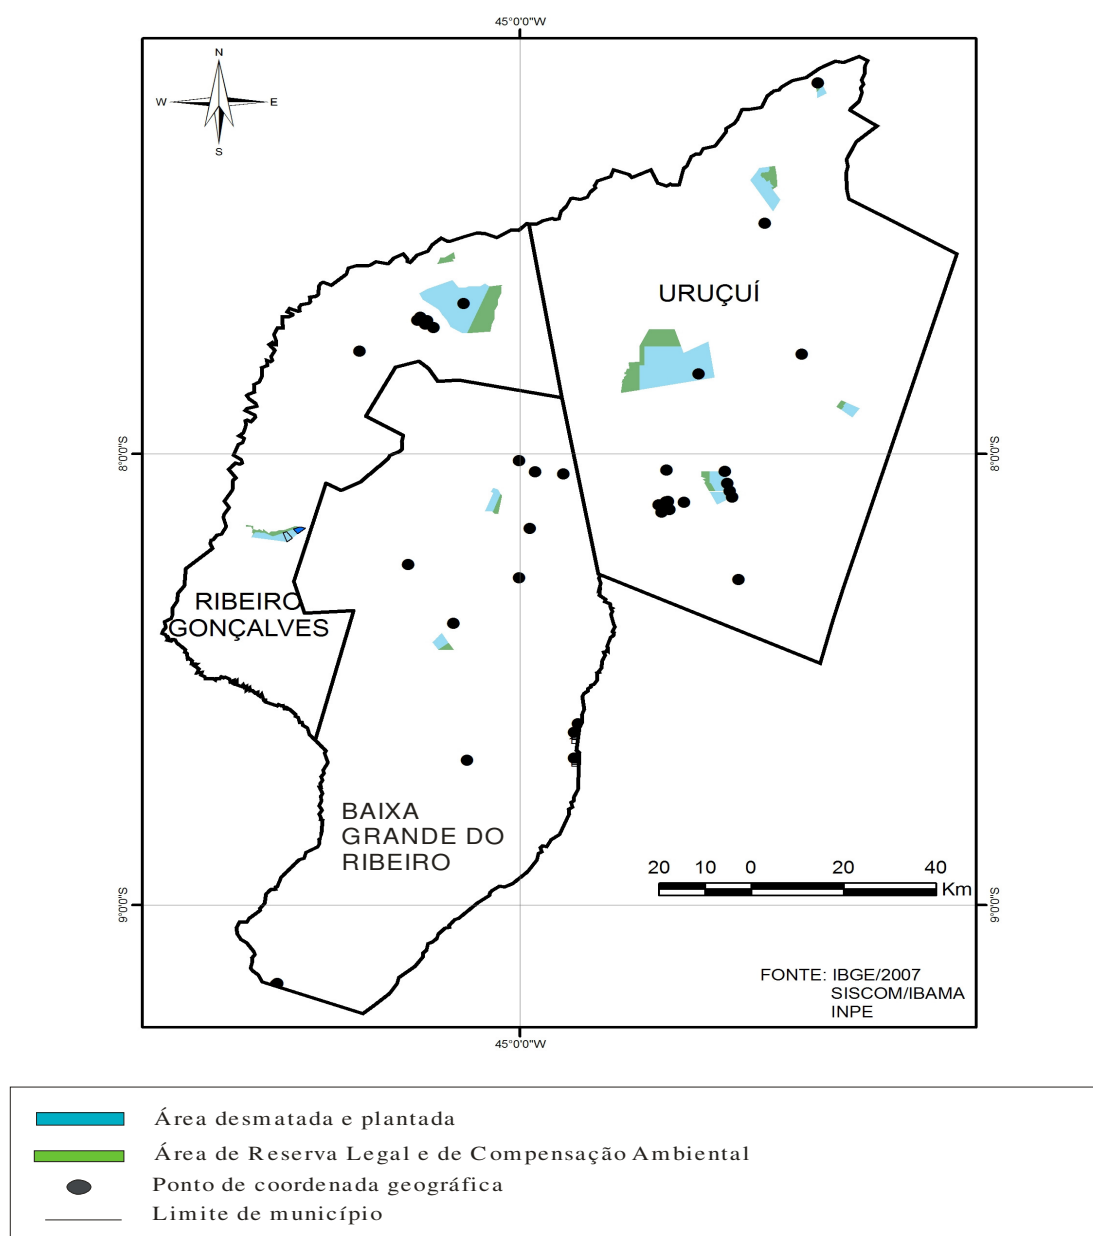 45°0'0"W
N
W
E
S
URUÇUÍ
8°0'0"S
8°0'0"S
RIBEIRO
GONÇALVES
BAIXA
GRANDE DO
RIBEIRO
20 10 0 20 40
Km
9°0'0"S
9°0'0"S
FONTE: IBGE/2007
SISCOM/IBAMA
INPE
45°0'0"W
Área desmatada e plantada
Área de Reserva Legal e de Compensação Ambiental
Ponto de coordenada geográfica
Limite de município